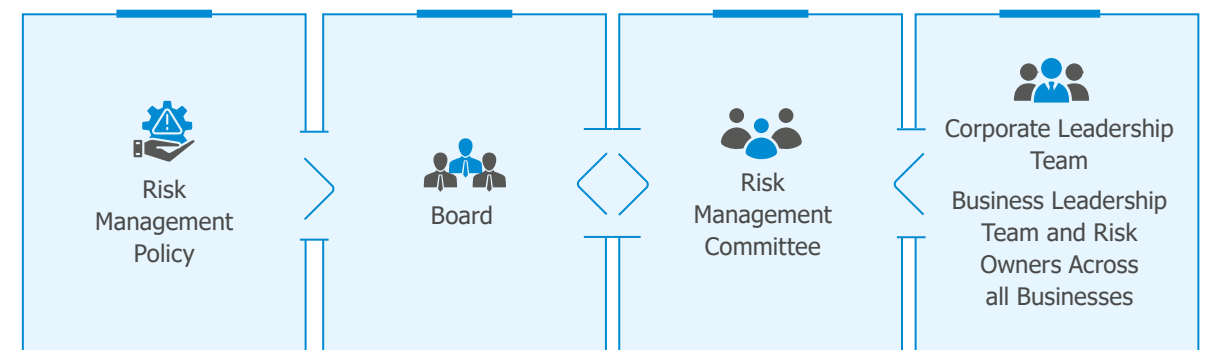 Risk
Management
Policy
Board
Risk
Management
Committee
Corporate Leadership
Team
Business Leadership
Team and Risk
Owners Across
all Businesses